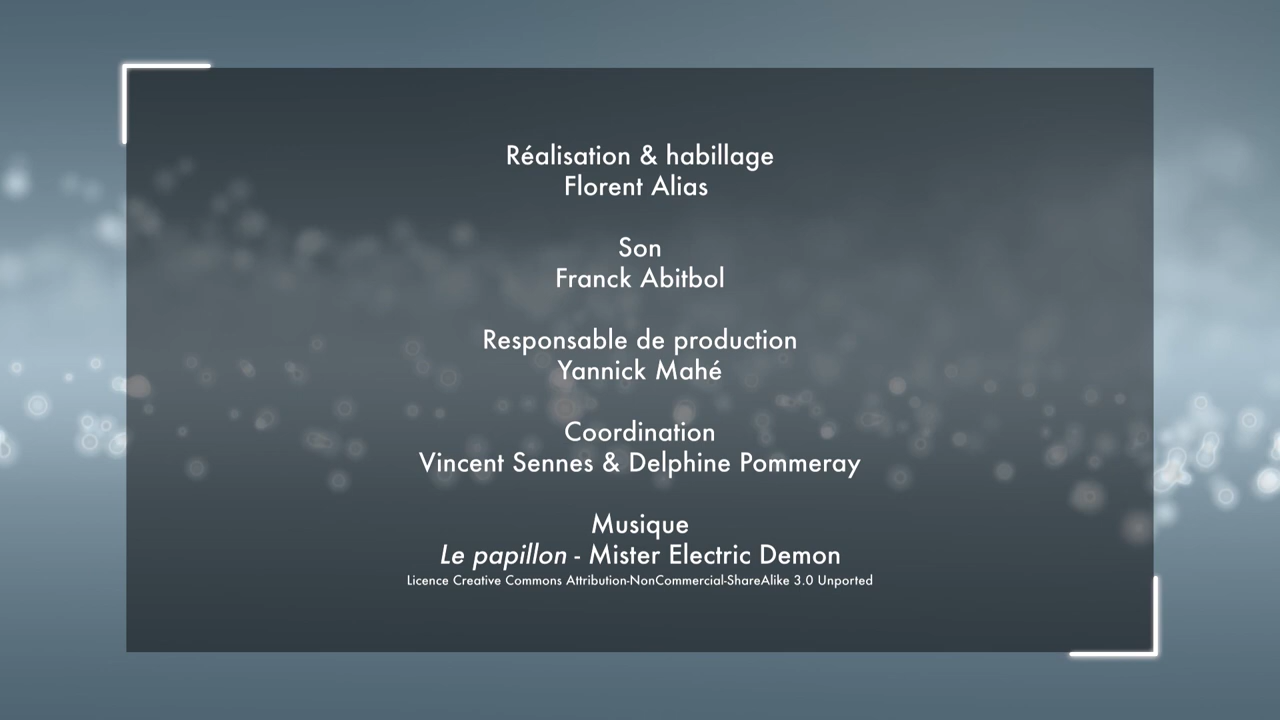 Réalisation & habillage
Florent Alias
Son
Franck Abitbol
Responsable de production
Yannick Mahé
Coordination
Vincent Sennes & Delphine Pommeray
Musique
Le papillon - Mister Electric Demon
Licence Creative Commons Attribution-NonCommercial-ShareAlike 3.0 Unported